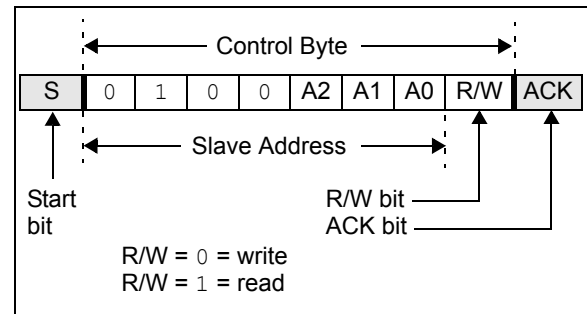 Control Byte
S 0 1 0 0 A2 A1 A0 R/W ACK
Slave Address
Start
bit
R/W bit
ACK bit
R/W = 0 = write
R/W = 1 = read